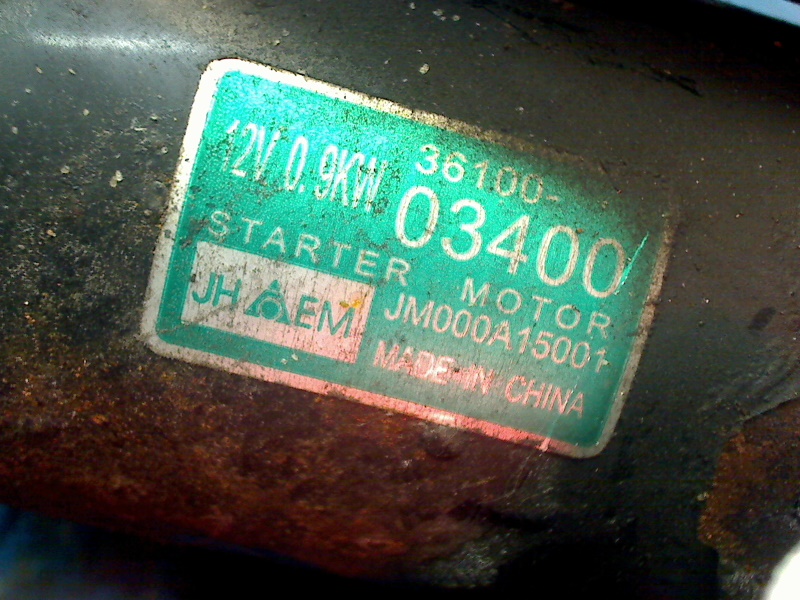 12V 0.9KW 36100-
03400
STARTER MOTOR
JH EM JM000A15001
MADE IN CHINA